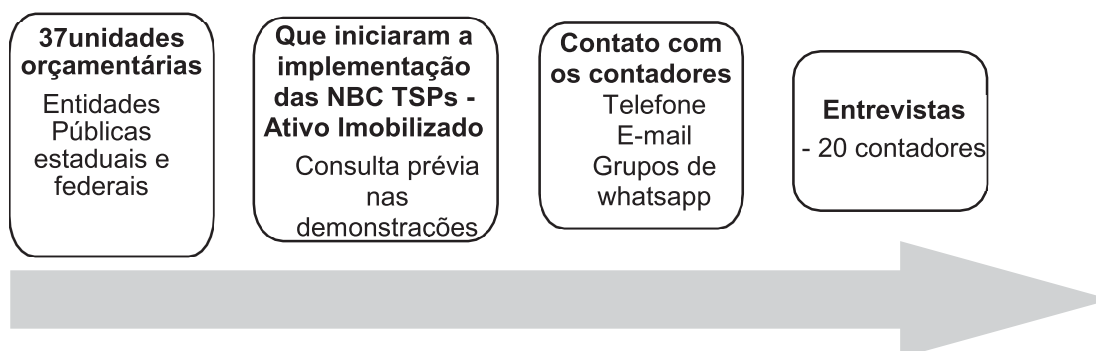 37unidades
orçamentárias
Entidades
Públicas
estaduais e
federais
Que iniciaram a
implementação
das NBC TSPs -
Ativo Imobilizado
Consulta prévia
nas
demonstracões
Contato com
os contadores
Telefone
E-mail
Grupos de
whatsapp
Entrevistas
- 20 contadores